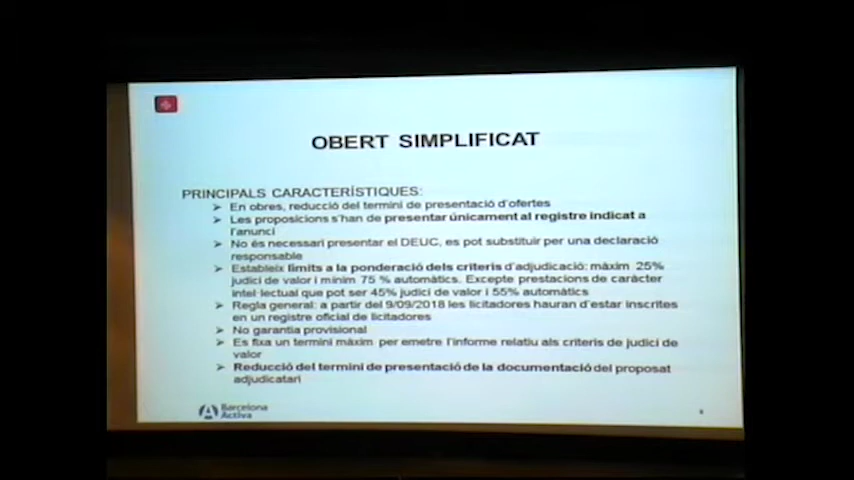 OBERT SIMPLIFICAT
PRINCIPALS CARACTERÍSTIQUES:
➢ En obres, reducció del termini de presentació d'ofertes
➢ Les proposicions s'han de presentar únicament al registre indicat a
l'anunci
➢ No és necessari presentar el DEUC, es pot substituir per una declaració
responsable
➢ Estableix límits a la ponderació dels criteris d'adjudicació: màxim 25%
judici de valor i mínim 75 % automàtics. Excepte prestacions de caràcter
intel·lectual que pot ser 45% judici de valor i 55% automàtics
➢ Regla general: a partir del 9/09/2018 les licitadores hauran d'estar inscrites
en un registre oficial de licitadores
➢ No garantia provisional
➢ Es fixa un termini màxim per emetre l'informe relatiu als criteris de judici de
valor
➢ Reducció del termini de presentació de la documentació del proposat
adjudicatari
Barcelona
Activa